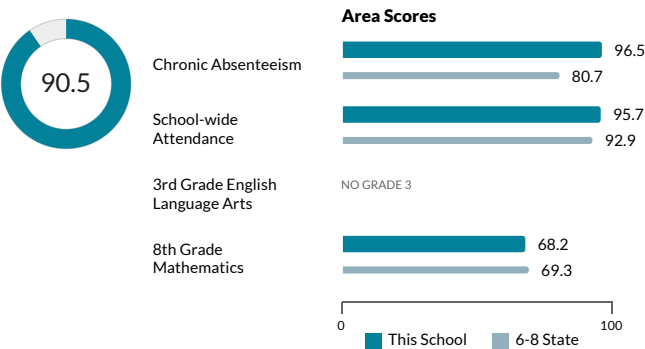 Area Scores
90.5
Chronic Absenteeism
96.5
80.7
School-wide
Attendance
95.7
92.9
3rd Grade English
Language Arts
NO GRADE 3
8th Grade
Mathematics
68.2
69.3
0
100
This School
6-8 State